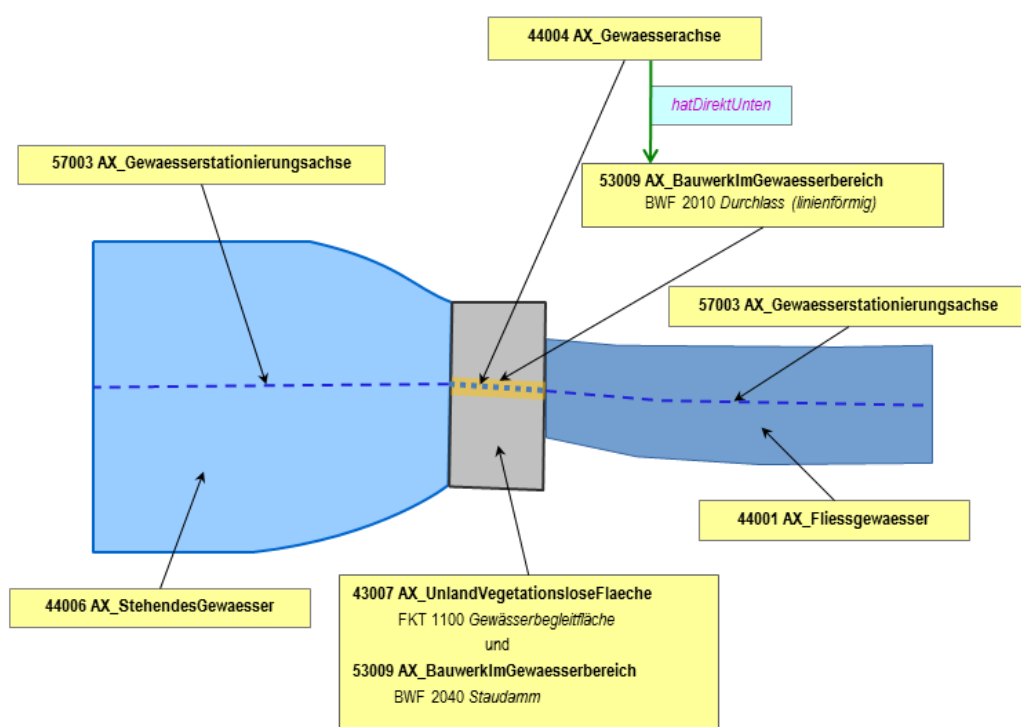 44004 AX_Gewaesserachse
hatDirektUnten
57003 AX_Gewaesserstationierungsachse
53009 AX_BauwerkImGewaesserbereich
BWF 2010 Durchlass (linienförmig)
57003 AX_Gewaesserstationierungsachse
44001 AX_Fliessgewaesser
44006 AX_StehendesGewaesser
43007 AX_UnlandVegetationsloseFlaeche
FKT 1100 Gewässerbegleitfläche
und
53009 AX_BauwerkImGewaesserbereich
BWF 2040 Staudamm